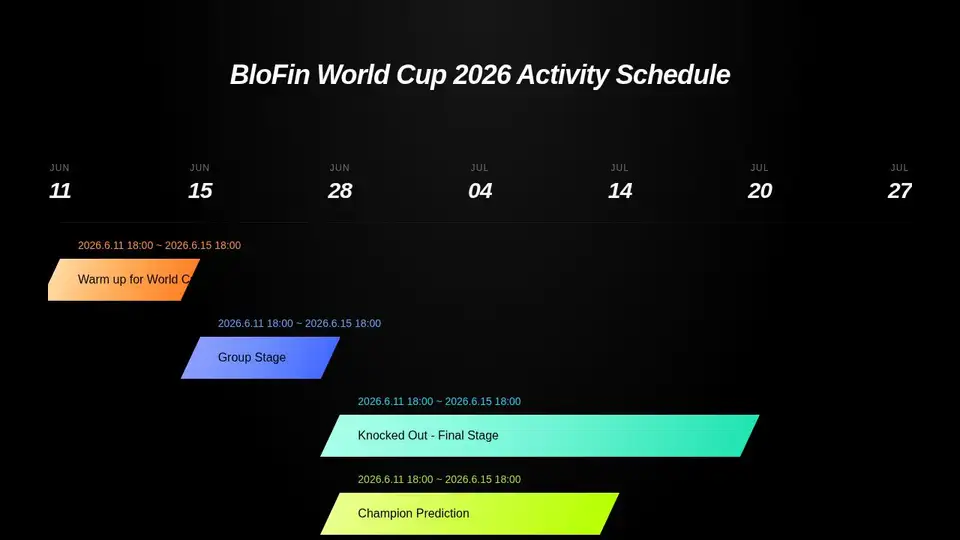 BloFin World Cup 2026 Activity Schedule
JUN JUN JUN JUL JUL JUL JUL
11 15 28 04 14 20 27
2026.6.11 18:00 ~ 2026.6.15 18:00
Warm up for World C
2026.6.11 18:00 ~ 2026.6.15 18:00
Group Stage
2026.6.11 18:00 ~ 2026.6.15 18:00
Knocked Out - Final Stage
2026.6.11 18:00 ~ 2026.6.15 18:00
Champion Prediction